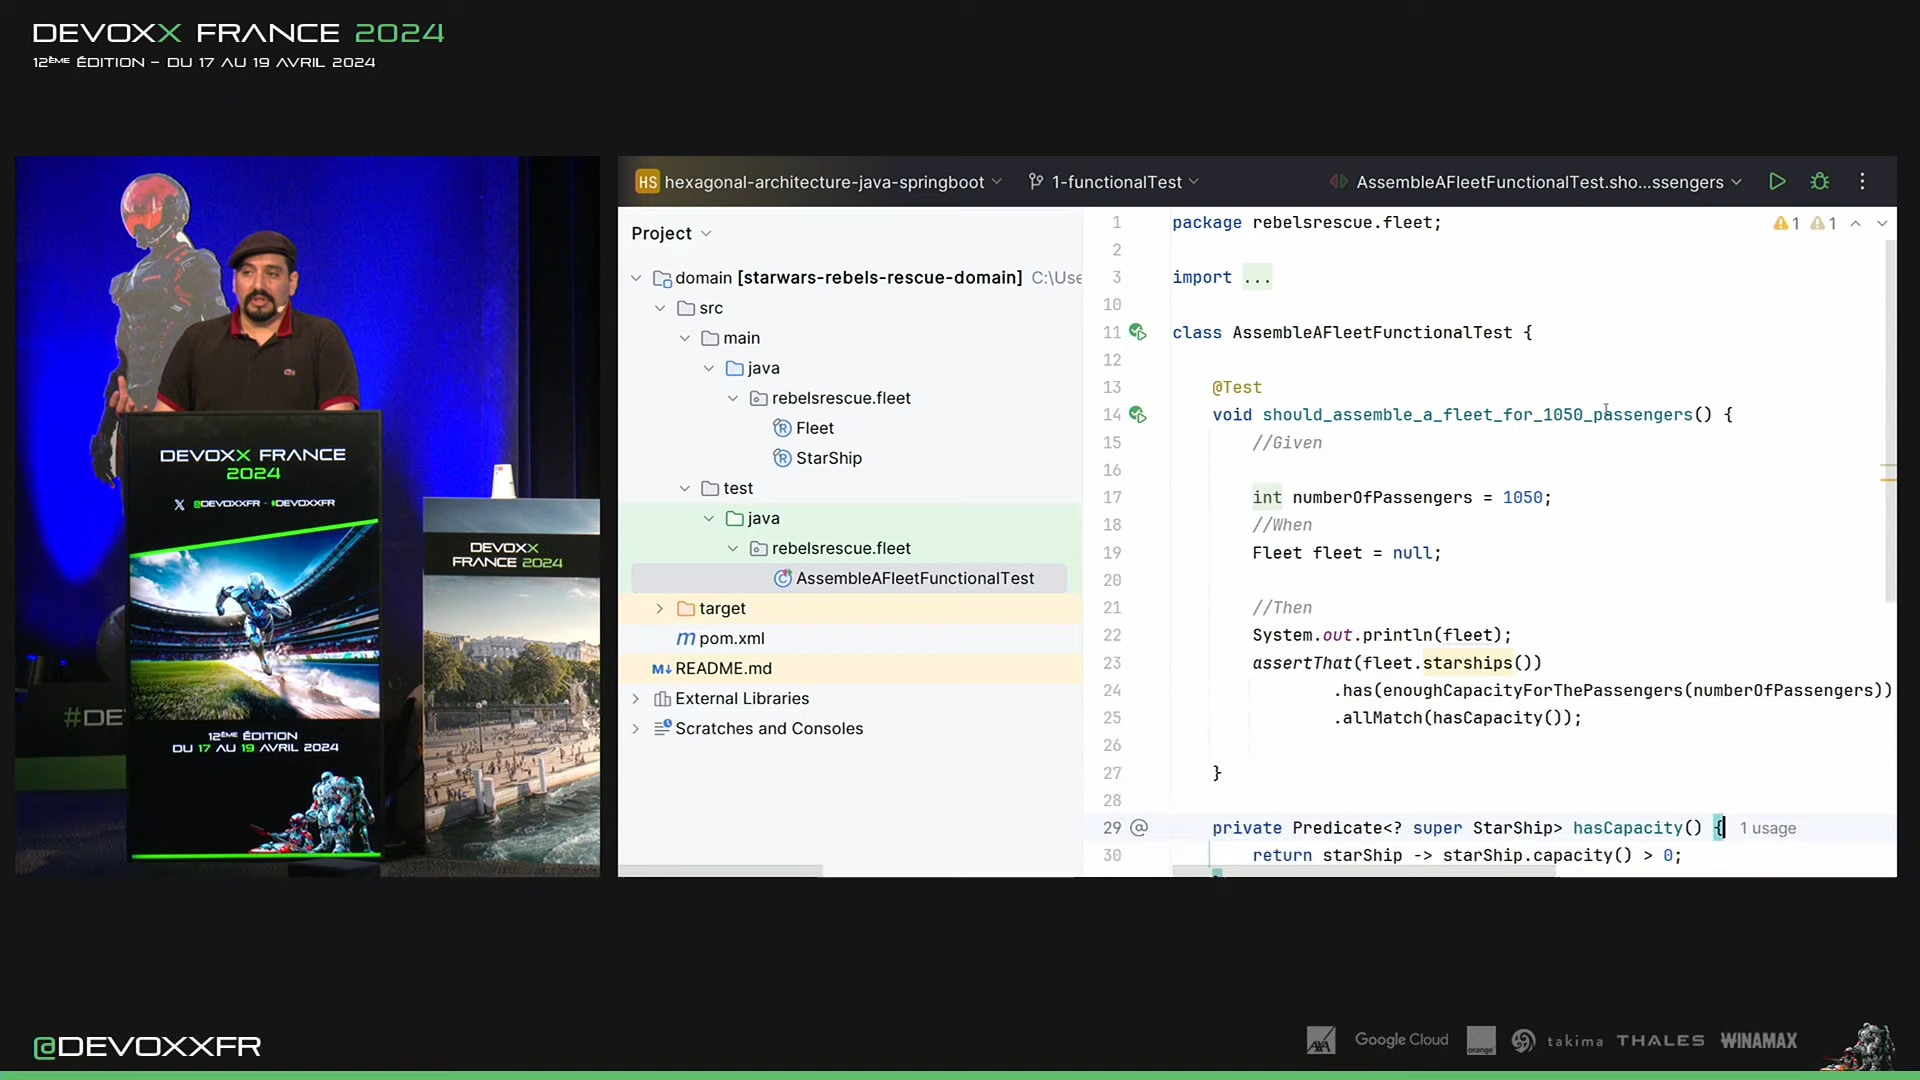 DEVOXX FRANCE 2024
12ÈME ÉDITION – DU 17 AU 19 AVRIL 2024
DEVOXX FRANCE
2024
@DEVOXXFR - #DEVOXXFR
12ÈME ÉDITION
DU 17 AU 19 AVRIL 2024
DEVOXX
FRANCE 2024
#DE
HS hexagonal-architecture-java-springboot
1-functionalTest
AssembleAFleetFunctionalTest.sho...ssengers
Project
domain [starwars-rebels-rescue-domain] C:\Use
src
main
java
rebelsrescue.fleet
Fleet
StarShip
test
java
rebelsrescue.fleet
AssembleAFleetFunctionalTest
target
pom.xml
README.md
External Libraries
Scratches and Consoles
1 package rebelsrescue.fleet; 1 1
2
3 import ...
10
11 class AssembleAFleetFunctionalTest {
12
13 @Test
14 void should_assemble_a_fleet_for_1050_passengers() {
15 //Given
16
17 int numberOfPassengers = 1050;
18 //When
19 Fleet fleet = null;
20
21 //Then
22 System.out.println(fleet);
23 assertThat(fleet.starships())
24 .has(enoughCapacityForThePassengers(numberOfPassengers))
25 .allMatch(hasCapacity());
26
27 }
28
29 @ private Predicate<? super StarShip> hasCapacity() { 1 usage
30 return starShip -> starShip.capacity() > 0;
@DEVOXXFR
AXA
Google Cloud
orange
takima
THALES
WINAMAX